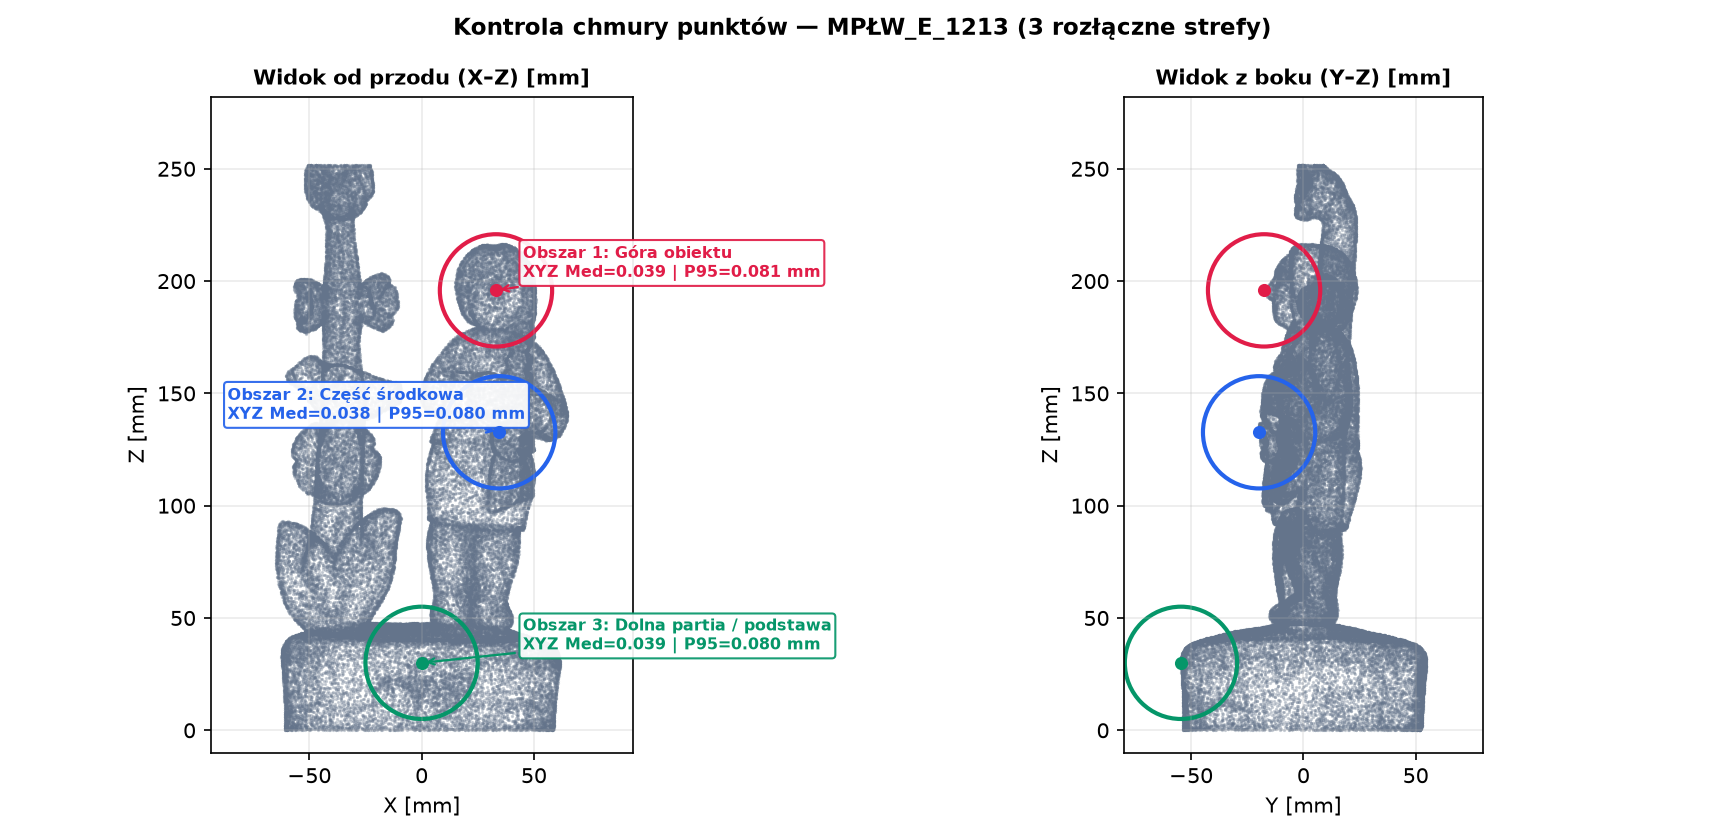 Kontrola chmury punktów — MPŁW_E_1213 (3 rozłączne strefy)
Widok od przodu (X–Z) [mm]
250
200
150
100
50
0
Z [mm]
−50
0
50
X [mm]
Obszar 1: Góra obiektu
XYZ Med=0.039 | P95=0.081 mm
Obszar 2: Część środkowa
XYZ Med=0.038 | P95=0.080 mm
Obszar 3: Dolna partia / podstawa
XYZ Med=0.039 | P95=0.080 mm
Widok z boku (Y–Z) [mm]
250
200
150
100
50
0
Z [mm]
−50
0
50
Y [mm]